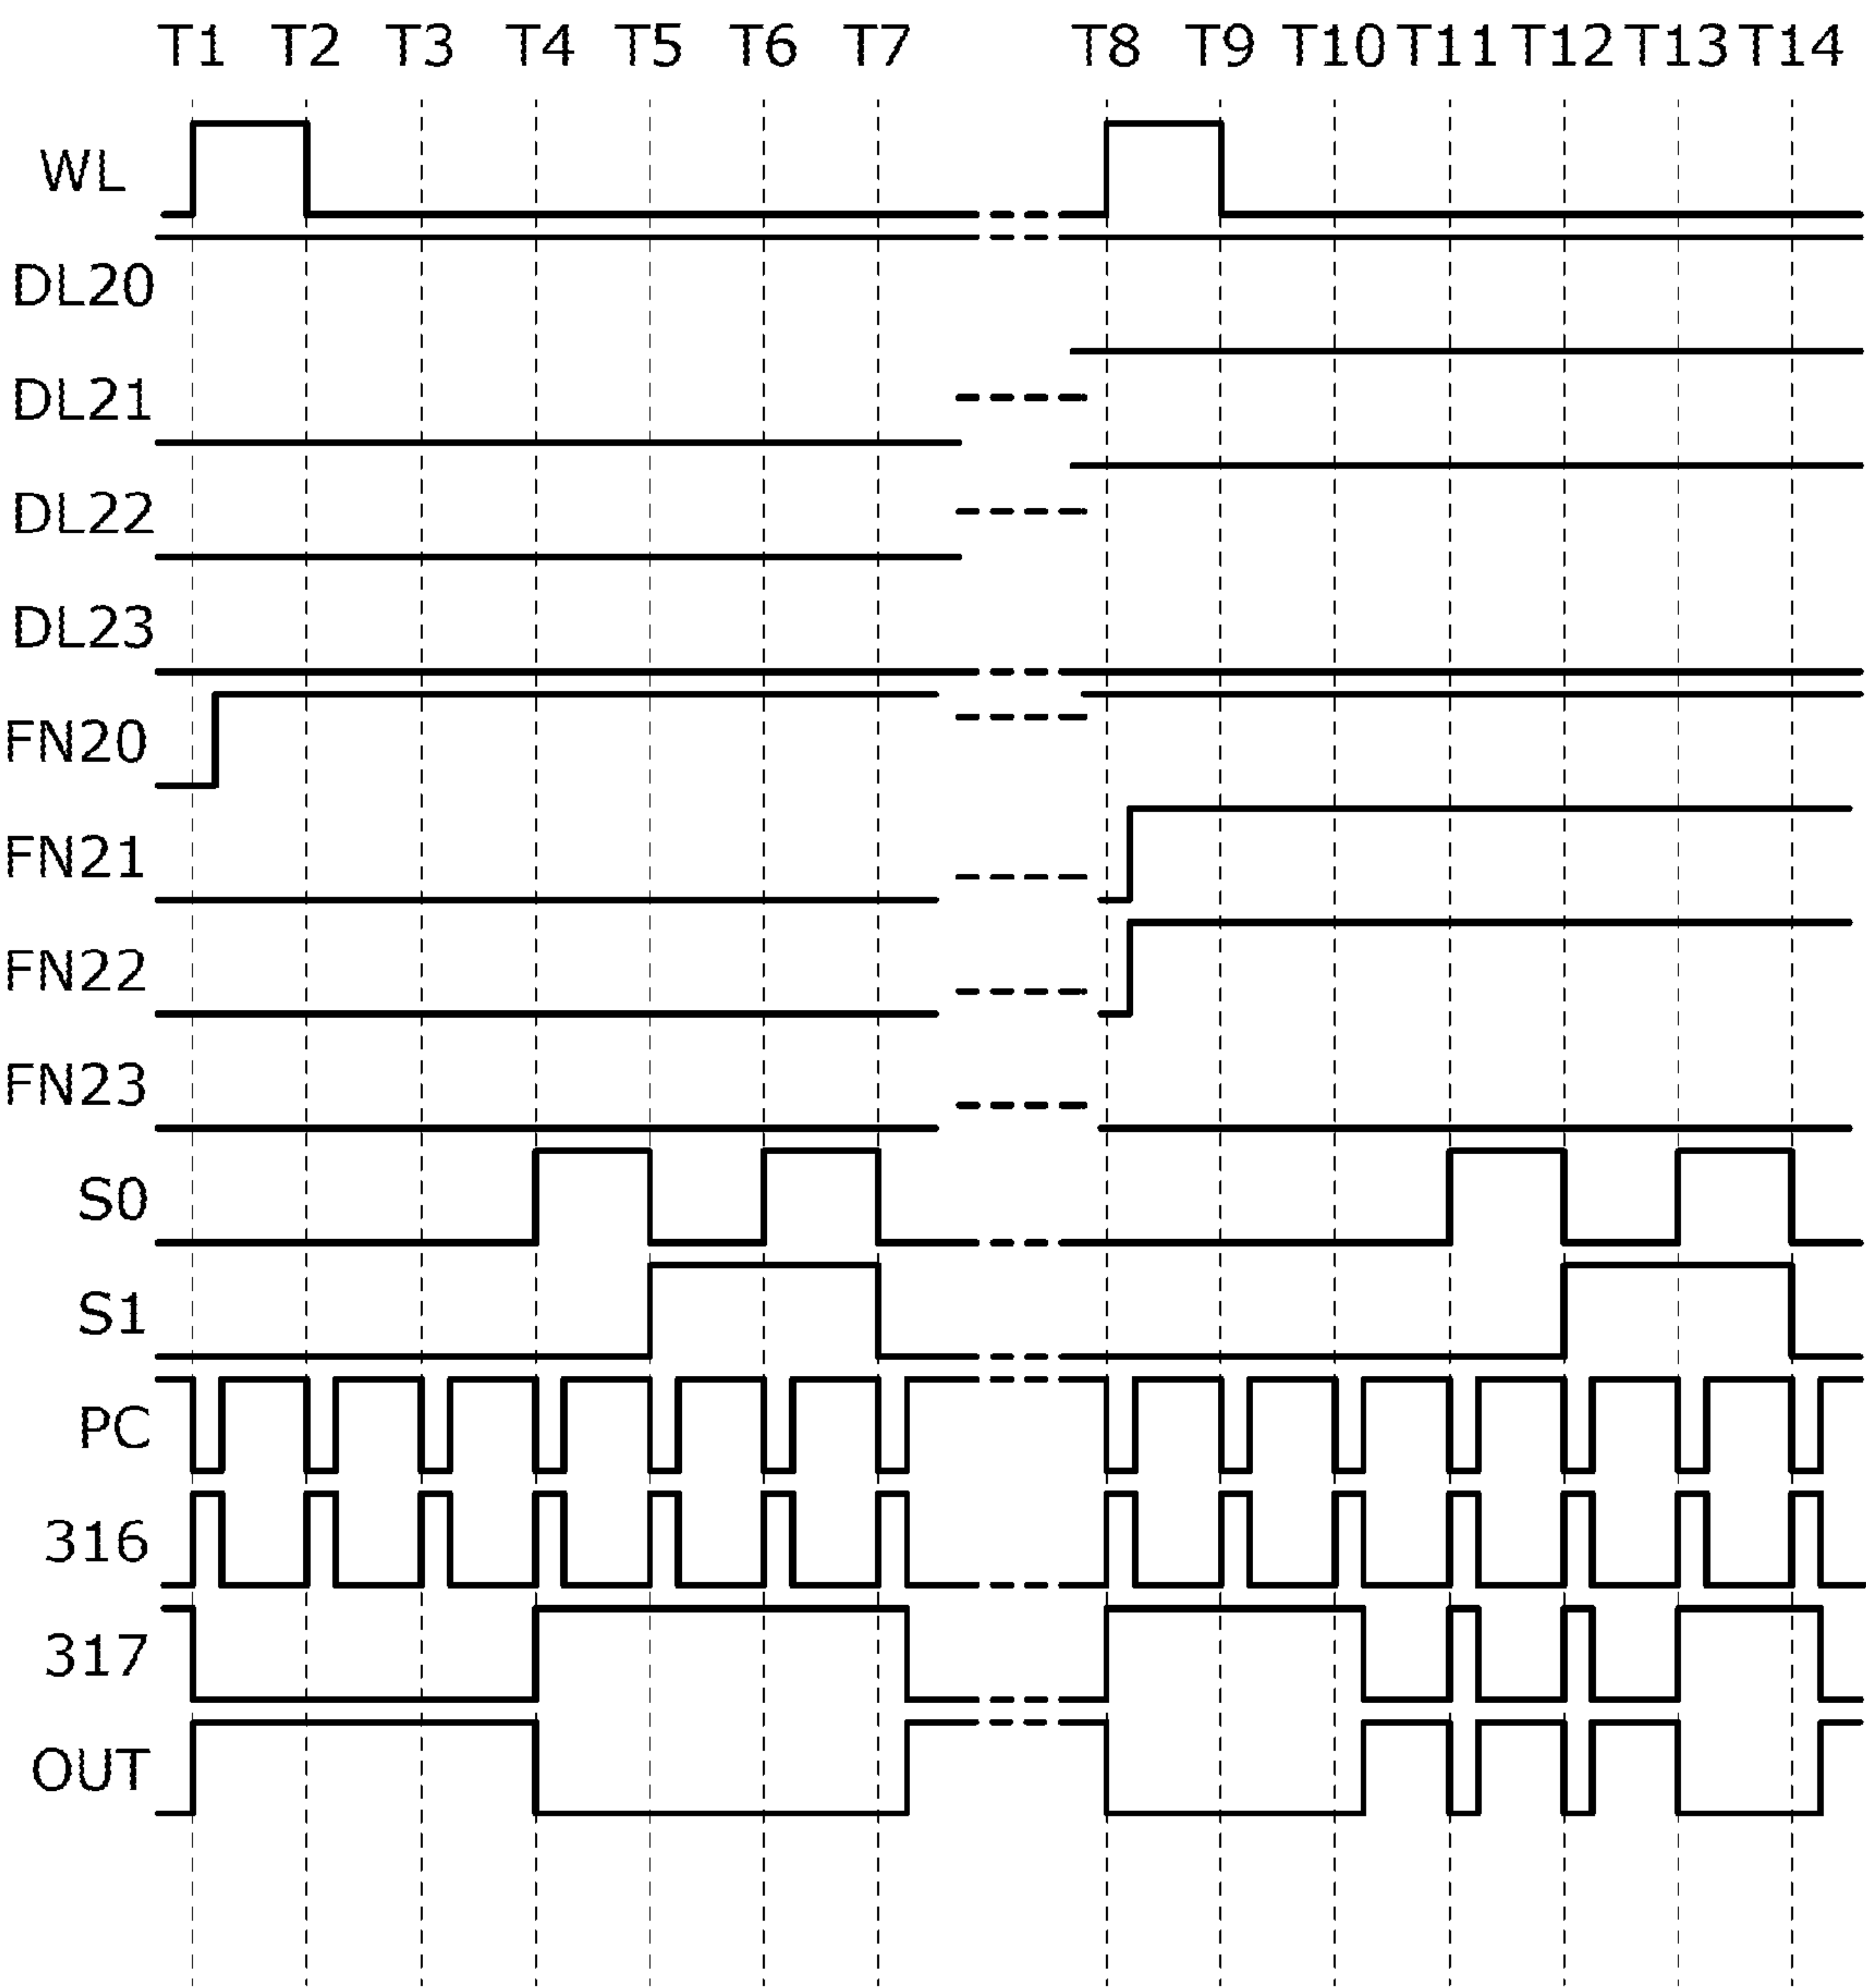 T1 T2 T3 T4 T5 T6 T7 T8 T9 T10 T11 T12 T13 T14
WL
DL20
DL21
DL22
DL23
FN20
FN21
FN22
FN23
S0
S1
PC
316
317
OUT